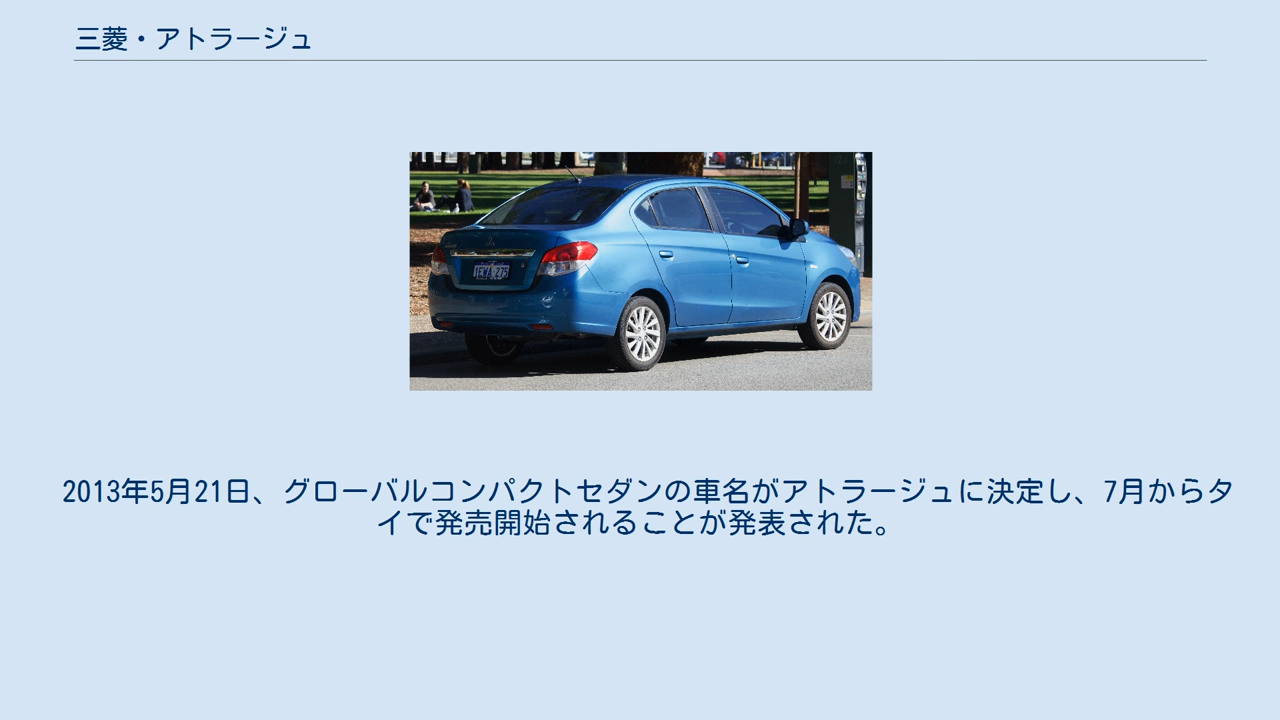 三菱・アトラージュ
1EWA 275
2013年5月21日、グローバルコンパクトセダンの車名がアトラージュに決定し、7月からタ
イで発売開始されることが発表された。